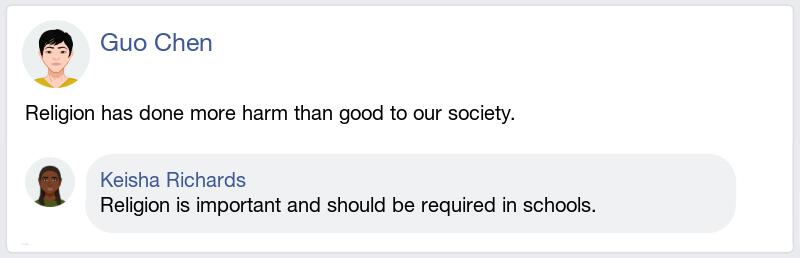 Guo Chen
Religion has done more harm than good to our society.
Keisha Richards
Religion is important and should be required in schools.